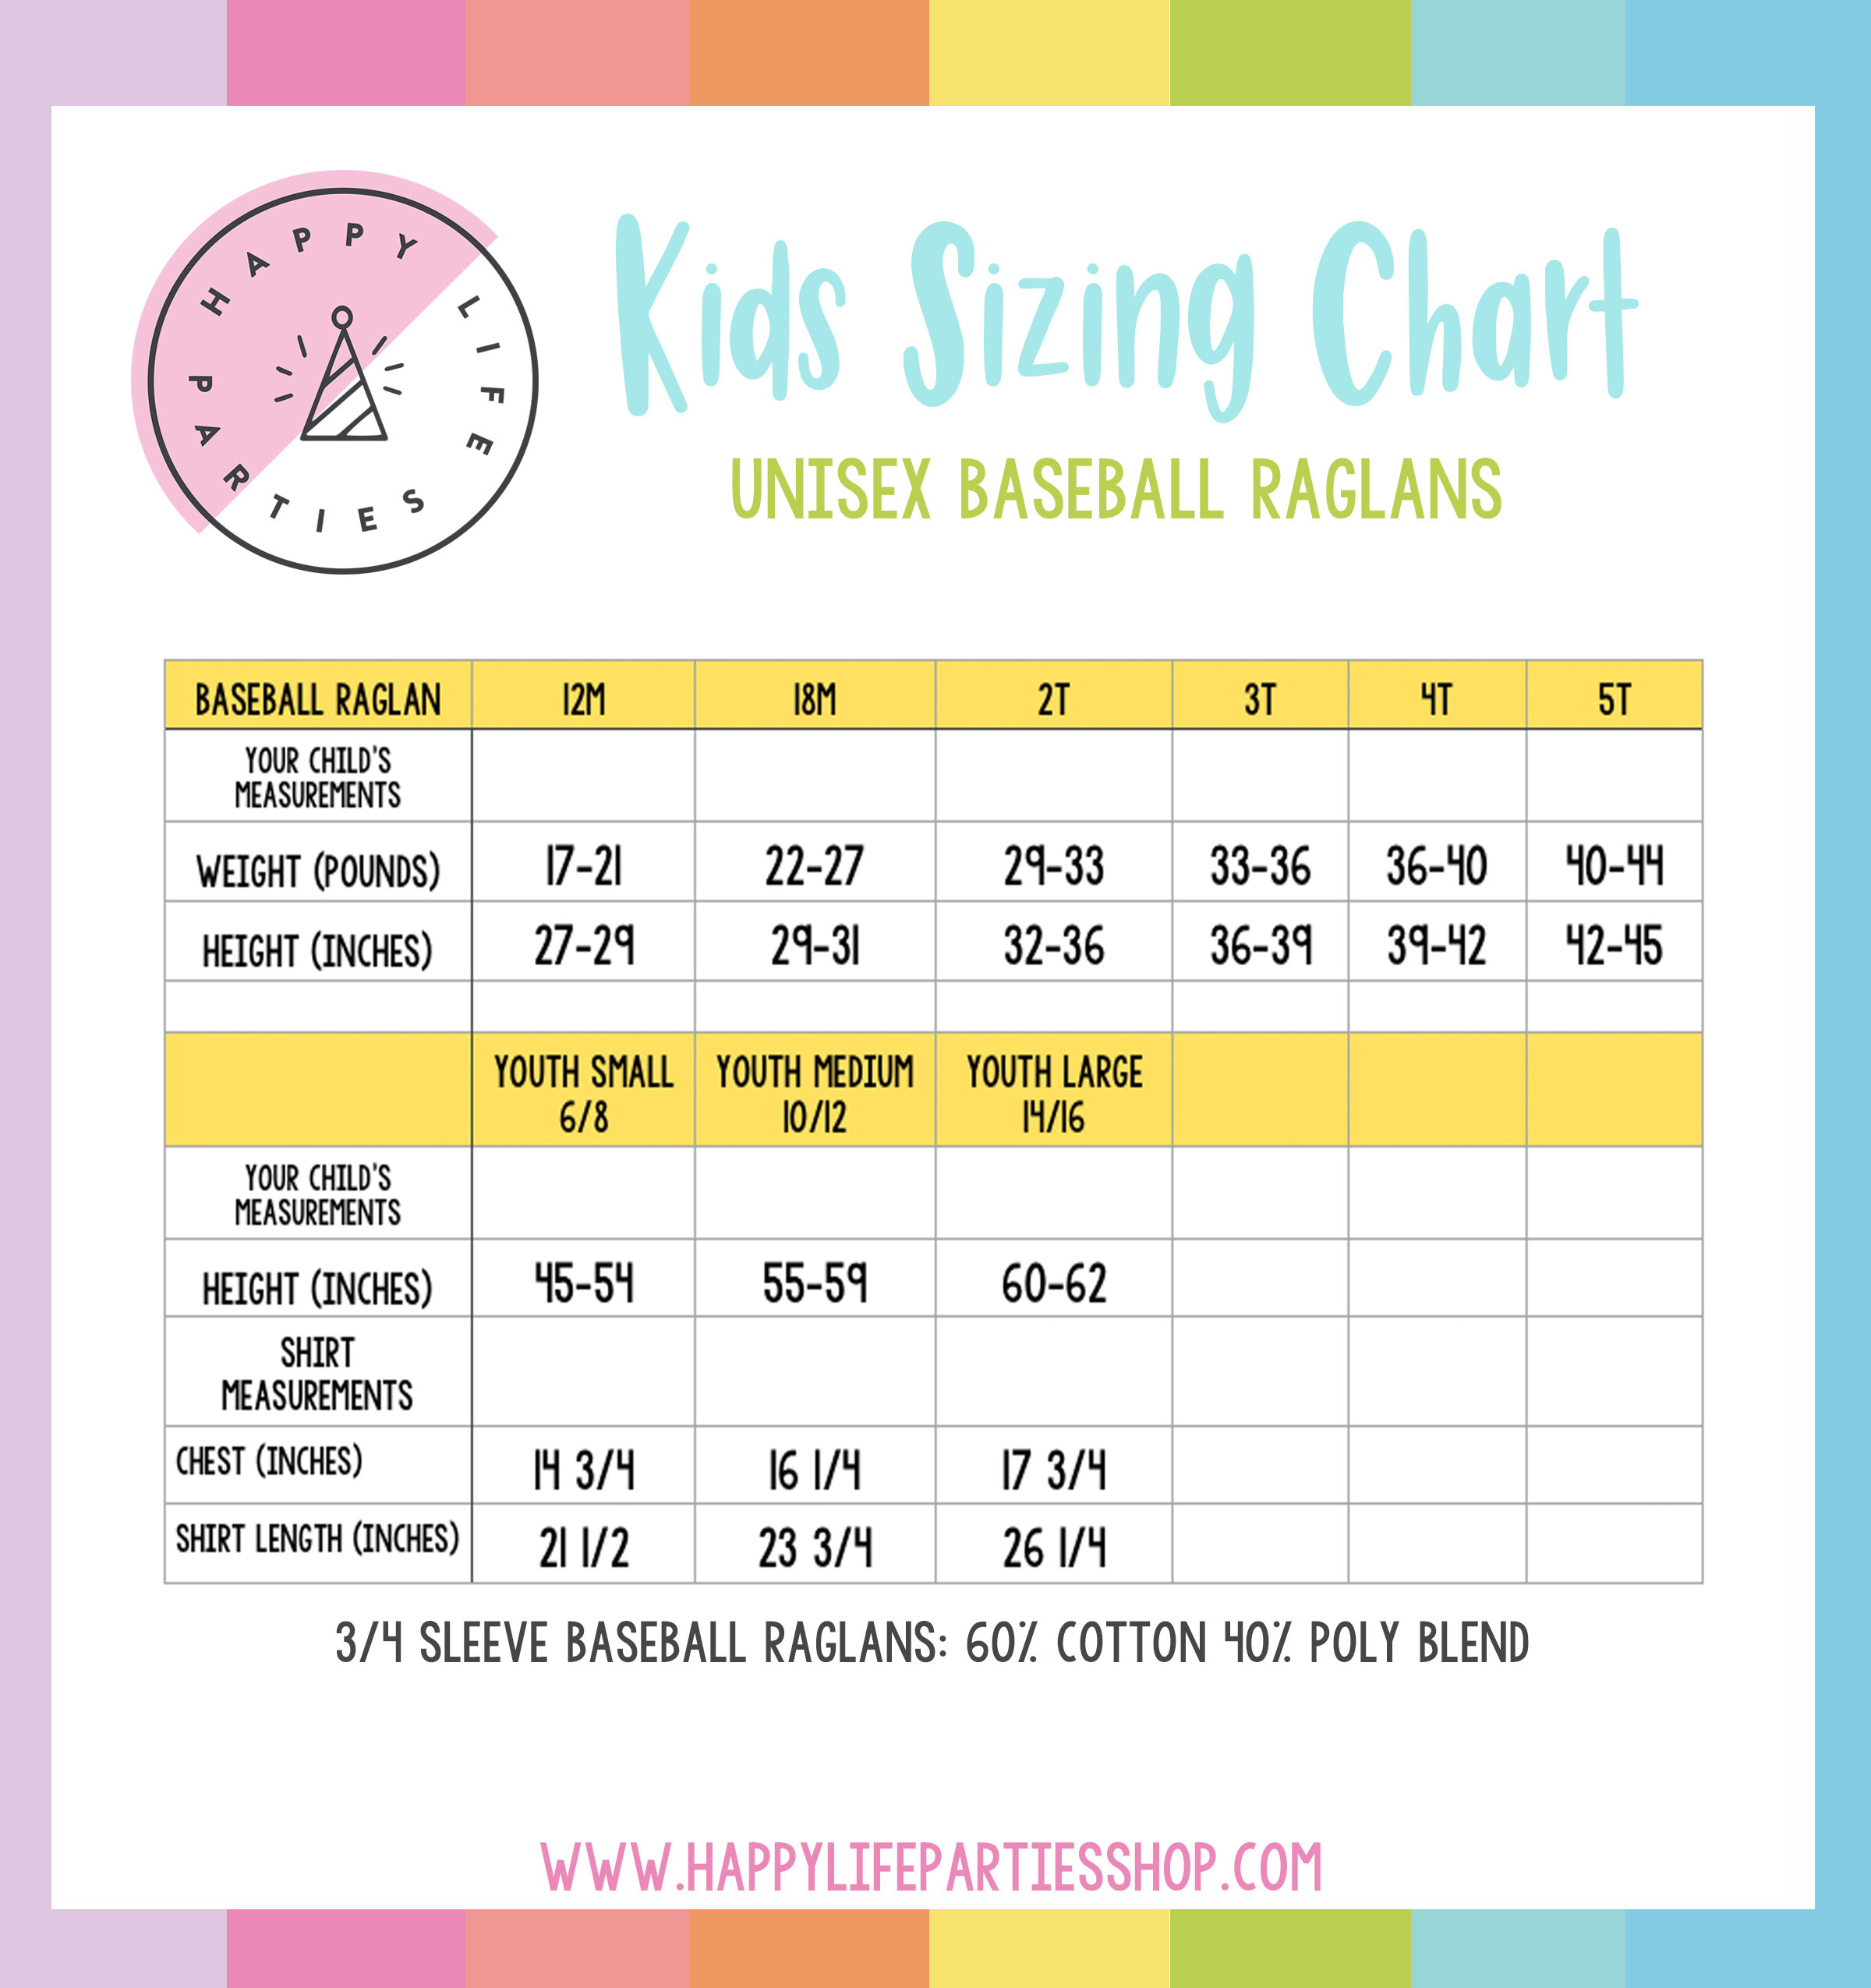 HAPPY LIFE PARTIES
Kids Sizing Chart
UNISEX BASEBALL RAGLANS
BASEBALL RAGLAN 12M 18M 2T 3T 4T 5T
YOUR CHILD'S
MEASUREMENTS
WEIGHT (POUNDS) 17-21 22-27 29-33 33-36 36-40 40-44
HEIGHT (INCHES) 27-29 29-31 32-36 36-39 39-42 42-45
YOUTH SMALL YOUTH MEDIUM YOUTH LARGE
6/8 10/12 14/16
YOUR CHILD'S
MEASUREMENTS
HEIGHT (INCHES) 45-54 55-59 60-62
SHIRT
MEASUREMENTS
CHEST (INCHES) 14 3/4 16 1/4 17 3/4
SHIRT LENGTH (INCHES) 21 1/2 23 3/4 26 1/4
3/4 SLEEVE BASEBALL RAGLANS: 60% COTTON 40% POLY BLEND
WWW.HAPPYLIFEPARTIESSHOP.COM